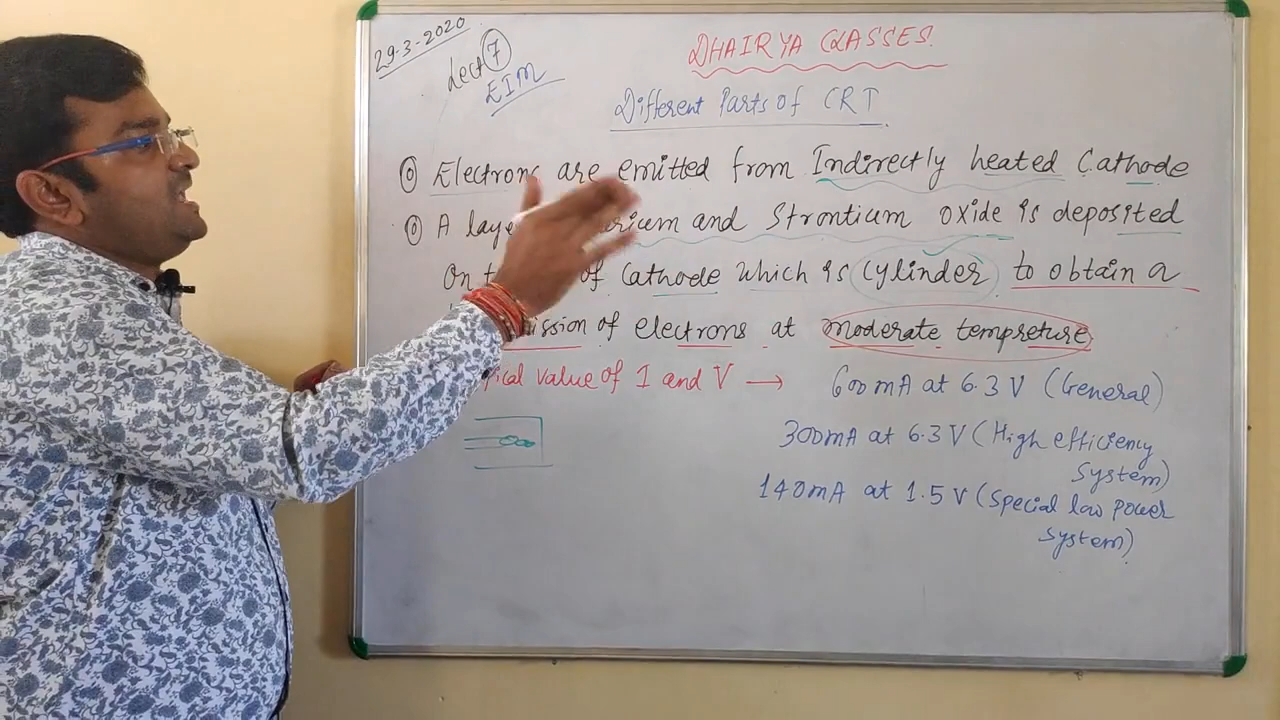 29-3-2020
Lect 7
EIM
DHAIRYA CLASSES
Different Parts of CRT
Electrons are emitted from Indirectly heated Cathode
A and Strontium oxide is deposited
On of Cathode which is Cylinder to obtain a
of electrons at moderate tempreture
value of I and V → 600mA at 6.3 V (General)
300mA at 6.3 V (High efficiency
System)
140mA at 1.5 V (Special low power
System)